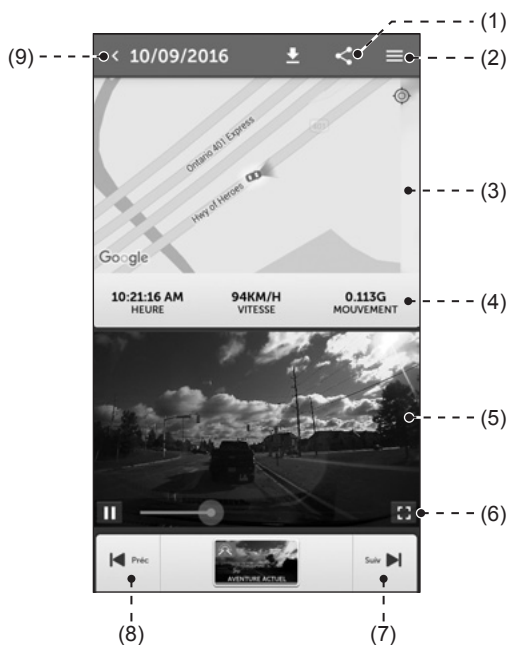 (1)
(9) 10/09/2016
(2)
Ontario 401 Express
Hwy of Heroes
(3)
Google
10:21:16 AM 94KM/H 0.113G
HEURE VITESSE MOUVEMENT
(4)
(5)
(6)
Préc Suiv
AVENTURE ACTUEL
(8) (7)